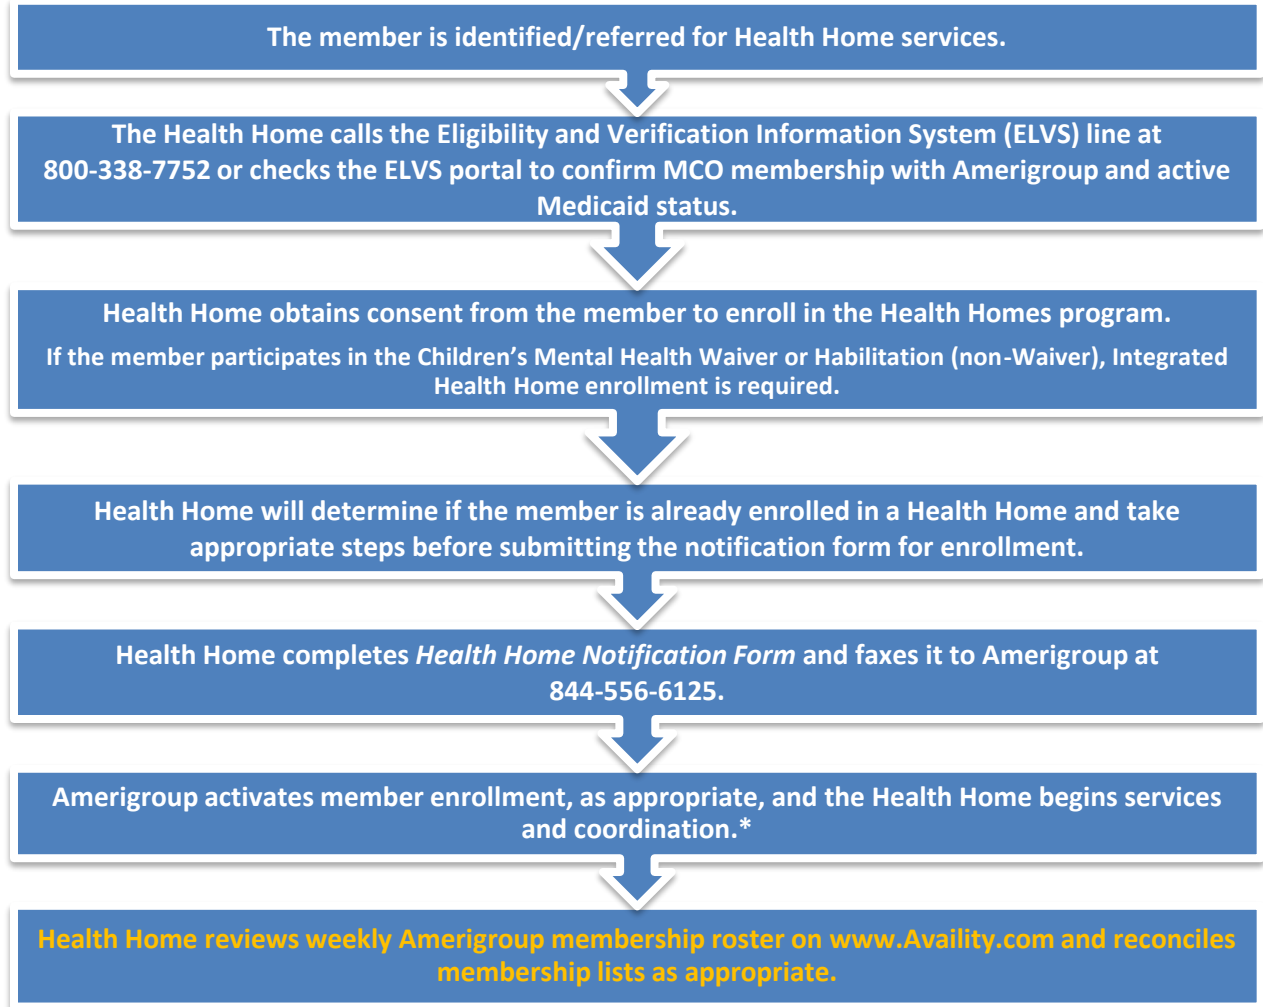 The member is identified/referred for Health Home services.
The Health Home calls the Eligibility and Verification Information System (ELVS) line at
800-338-7752 or checks the ELVS portal to confirm MCO membership with Amerigroup and active
Medicaid status.
Health Home obtains consent from the member to enroll in the Health Homes program.
If the member participates in the Children’s Mental Health Waiver or Habilitation (non-Waiver), Integrated
Health Home enrollment is required.
Health Home will determine if the member is already enrolled in a Health Home and take
appropriate steps before submitting the notification form for enrollment.
Health Home completes Health Home Notification Form and faxes it to Amerigroup at
844-556-6125.
Amerigroup activates member enrollment, as appropriate, and the Health Home begins services
and coordination.*
Health Home reviews weekly Amerigroup membership roster on www.Availity.com and reconciles
membership lists as appropriate.